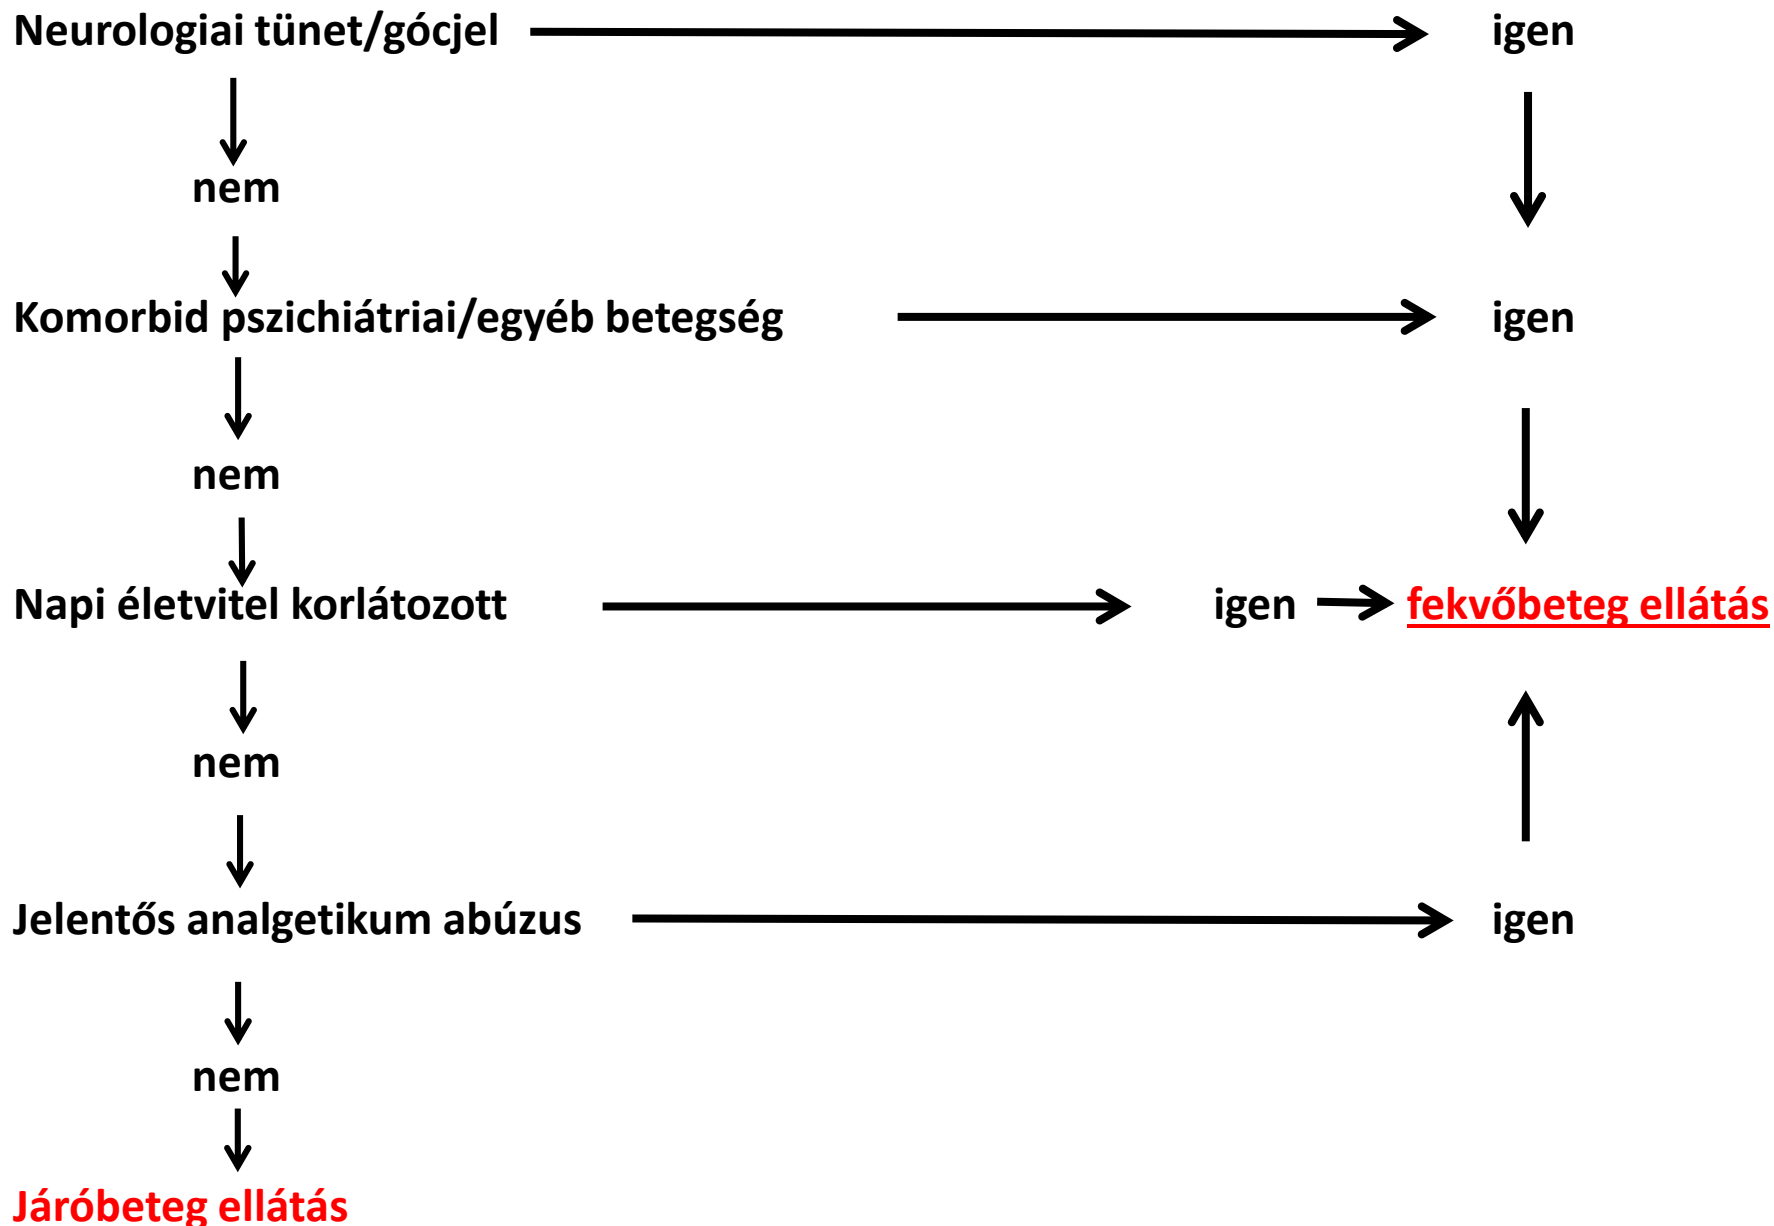 Neurologiai tünet/gócjel igen
nem
Komorbid pszichiátriai/egyéb betegség igen
nem
Napi életvitel korlátozott igen fekvőbeteg ellátás
nem
Jelentős analgetikum abúzus igen
nem
Járóbeteg ellátás